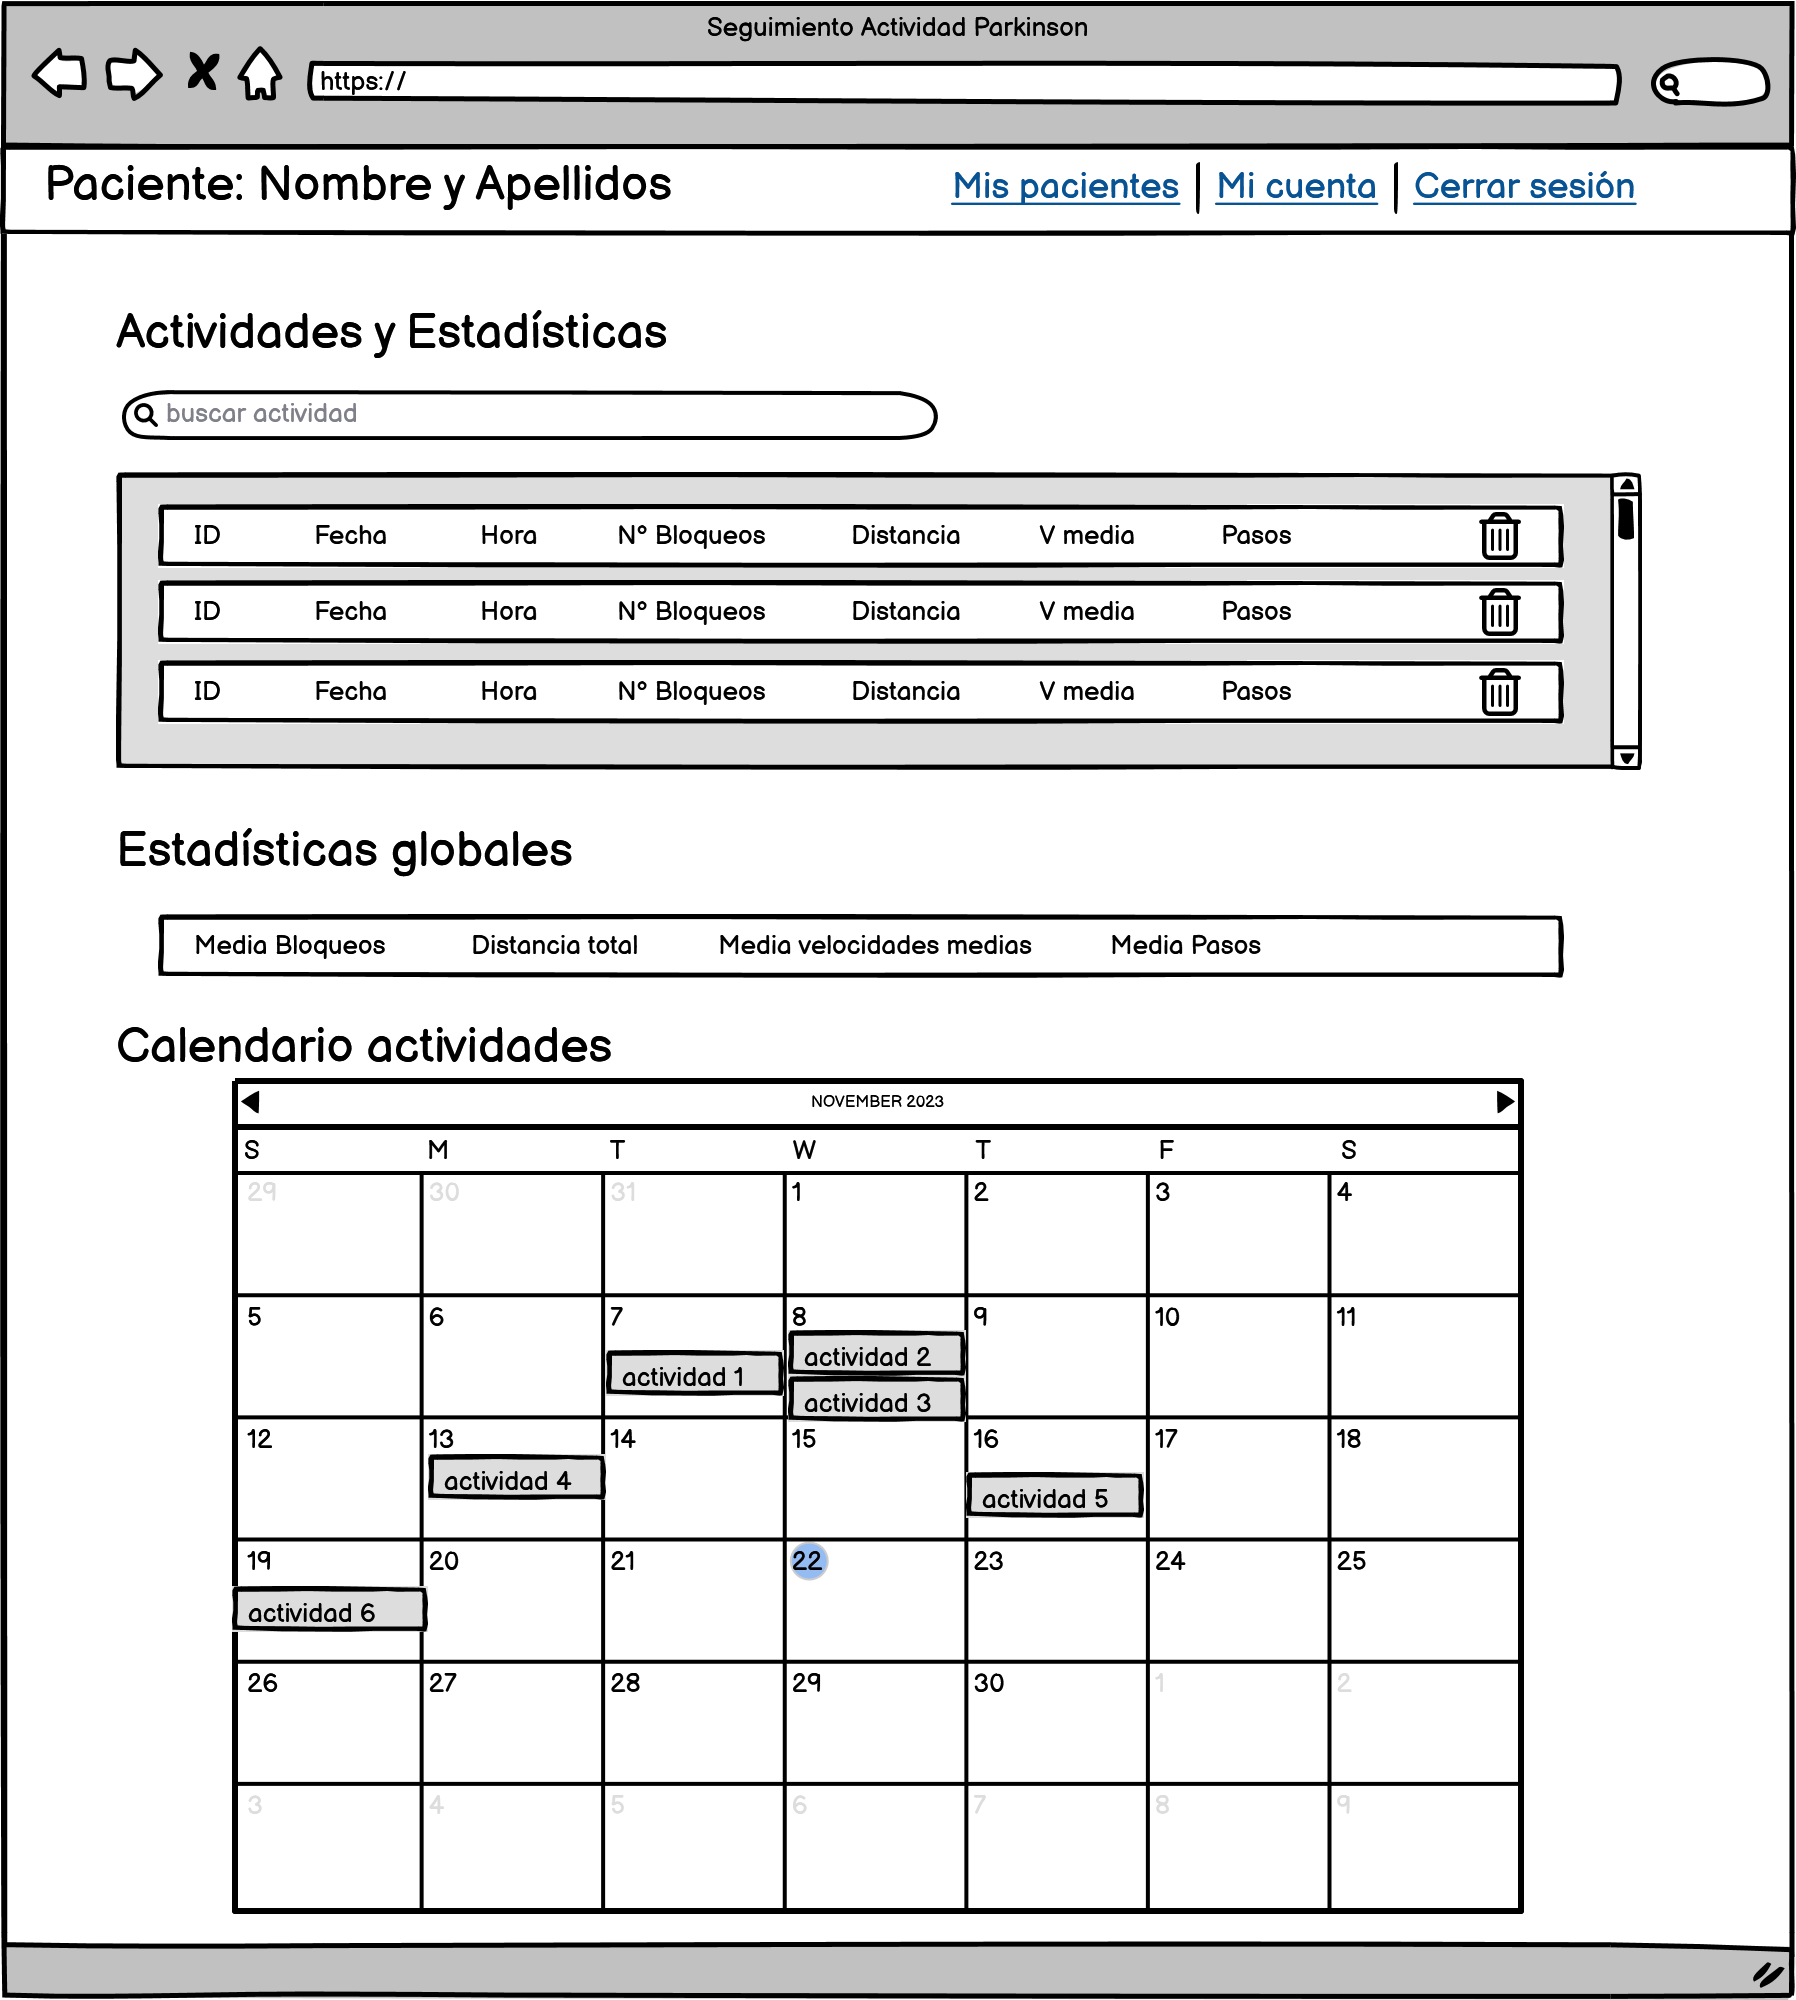 Seguimiento Actividad Parkinson
https://
Paciente: Nombre y Apellidos
Mis pacientes | Mi cuenta | Cerrar sesión
Actividades y Estadísticas
buscar actividad
ID Fecha Hora Nº Bloqueos Distancia V media Pasos
ID Fecha Hora Nº Bloqueos Distancia V media Pasos
ID Fecha Hora Nº Bloqueos Distancia V media Pasos
Estadísticas globales
Media Bloqueos Distancia total Media velocidades medias Media Pasos
Calendario actividades
NOVEMBER 2023
S M T W T F S
29 30 31 1 2 3 4
5 6 7 8 9 10 11
actividad 2
actividad 1
actividad 3
12 13 14 15 16 17 18
actividad 4
actividad 5
19 20 21 22 23 24 25
actividad 6
26 27 28 29 30 1 2
3 4 5 6 7 8 9